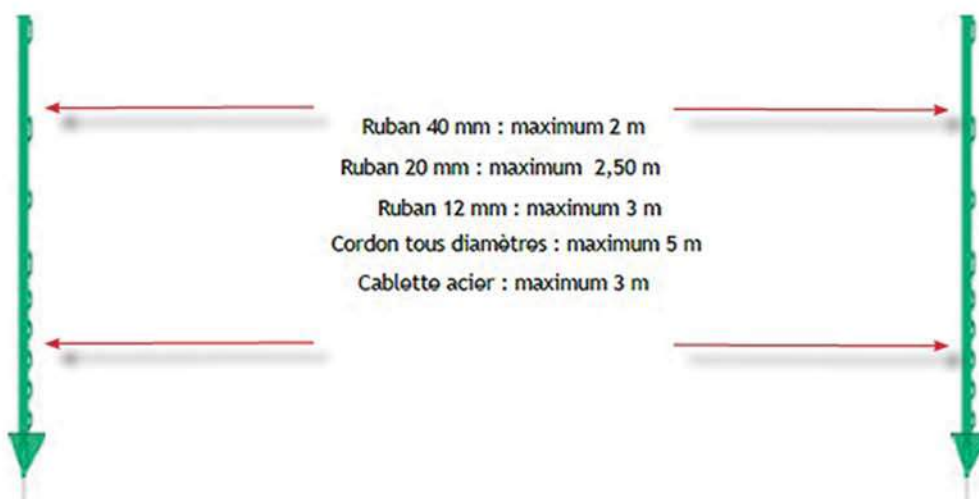 Ruban 40 mm : maximum 2 m
Ruban 20 mm : maximum 2,50 m
Ruban 12 mm : maximum 3 m
Cordon tous diamètres : maximum 5 m
Cablette acier : maximum 3 m